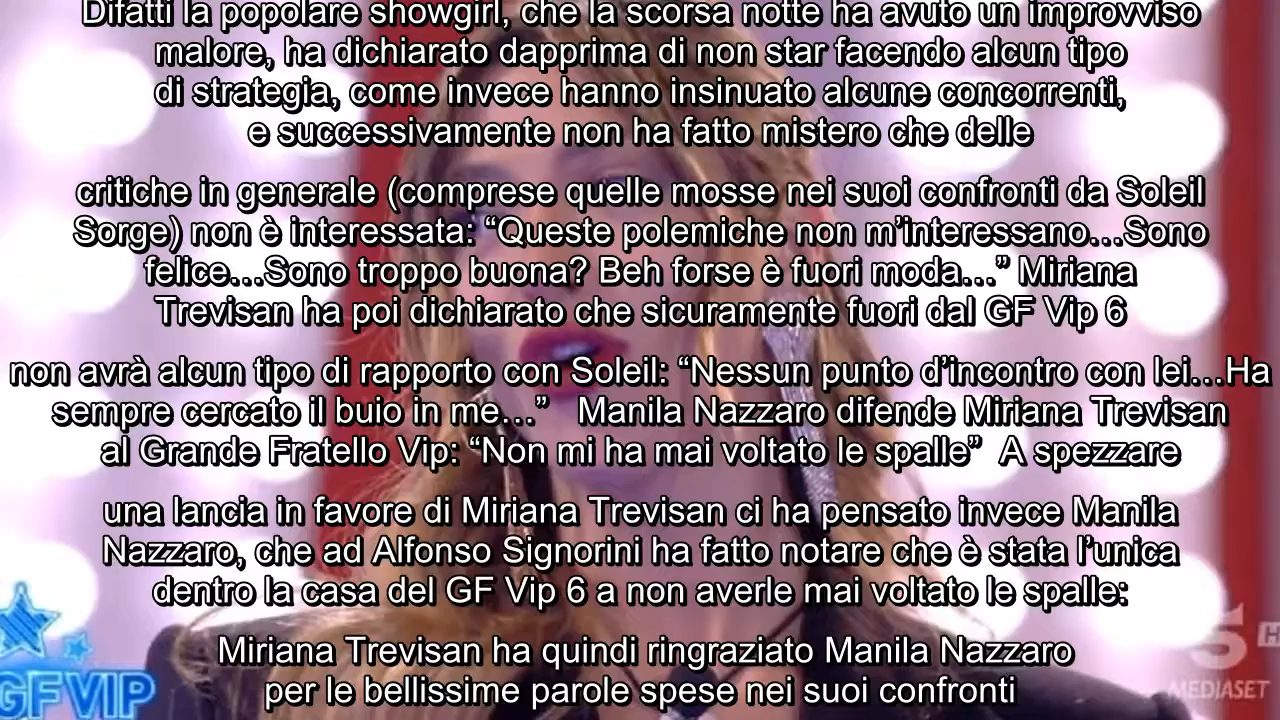 Difatti la popolare showgirl, che la scorsa notte ha avuto un improvviso
malore, ha dichiarato dapprima di non star facendo alcun tipo
di strategia, come invece hanno insinuato alcune concorrenti,
e successivamente non ha fatto mistero che delle
critiche in generale (comprese quelle mosse nei suoi confronti da Soleil
Sorge) non è interessata: “Queste polemiche non m’interessano…Sono
felice…Sono troppo buona? Beh forse è fuori moda…” Miriana
Trevisan ha poi dichiarato che sicuramente fuori dal GF Vip 6
non avrà alcun tipo di rapporto con Soleil: “Nessun punto d’incontro con lei…Ha
sempre cercato il buio in me…”   Manila Nazzaro difende Miriana Trevisan
al Grande Fratello Vip: “Non mi ha mai voltato le spalle”  A spezzare
una lancia in favore di Miriana Trevisan ci ha pensato invece Manila
Nazzaro, che ad Alfonso Signorini ha fatto notare che è stata l’unica
dentro la casa del GF Vip 6 a non averle mai voltato le spalle:
Miriana Trevisan ha quindi ringraziato Manila Nazzaro
per le bellissime parole spese nei suoi confronti
GF VIP
5
MEDIASET